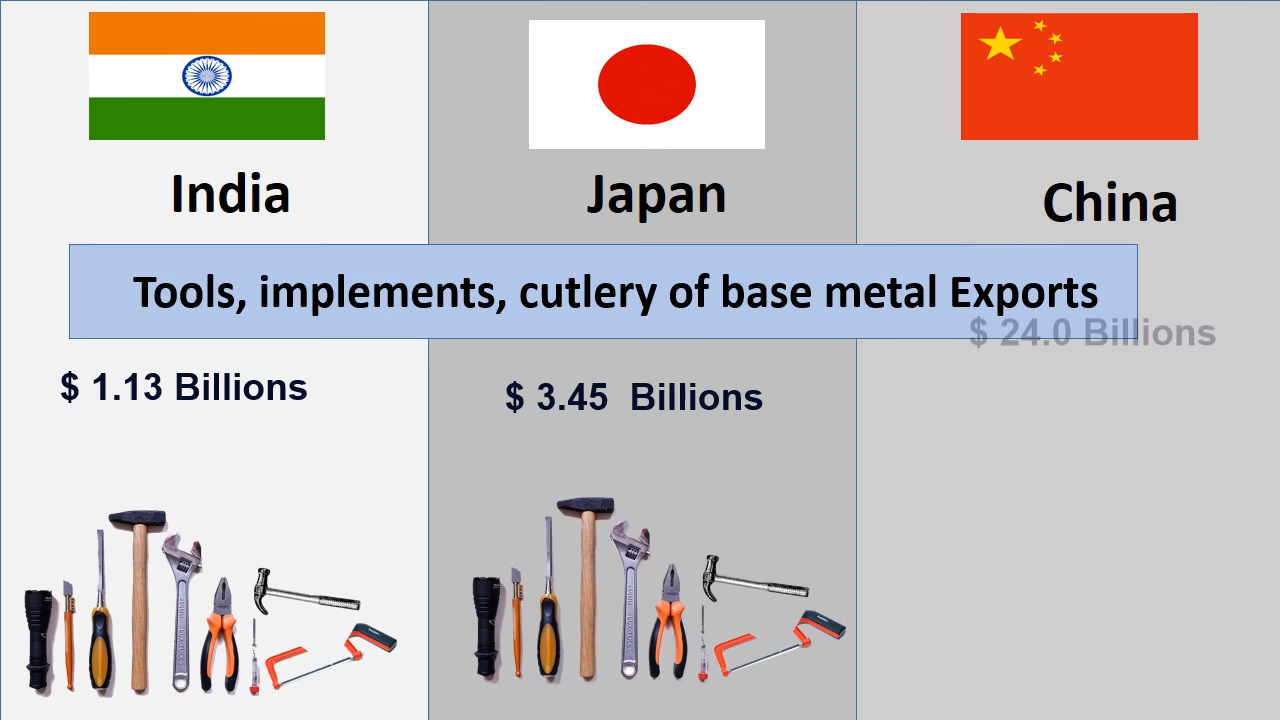 India
Japan
China
Tools, implements, cutlery of base metal Exports
$ 24.0 Billions
$ 1.13 Billions
$ 3.45 Billions